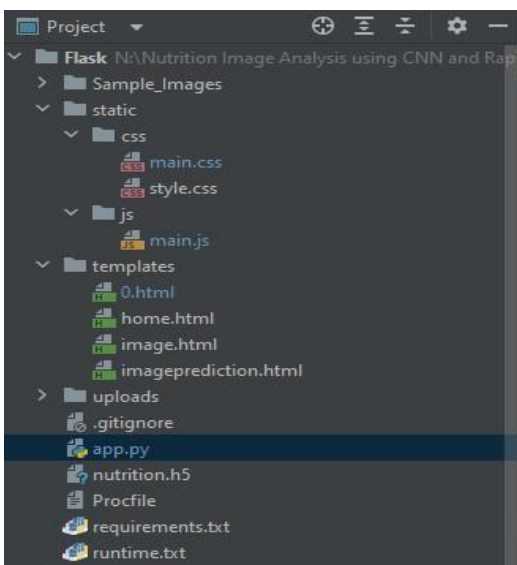 Project
Flask N:\Nutrition Image Analysis using CNN and Rap
Sample_Images
static
css
main.css
style.css
js
main.js
templates
0.html
home.html
image.html
imageprediction.html
uploads
.gitignore
app.py
nutrition.h5
Procfile
requirements.txt
runtime.txt